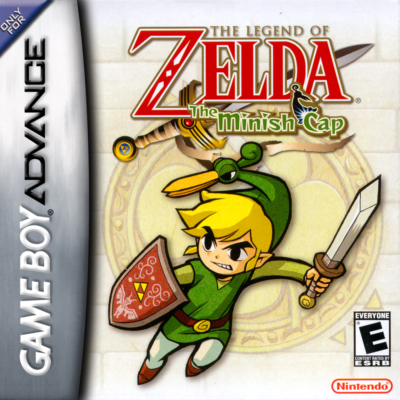 ONLY
FOR
GAME BOY ADVANCE
THE LEGEND OF
ZELDA
The Minish Cap
EVERYONE
E
CONTENT RATED BY
ESRB
Nintendo